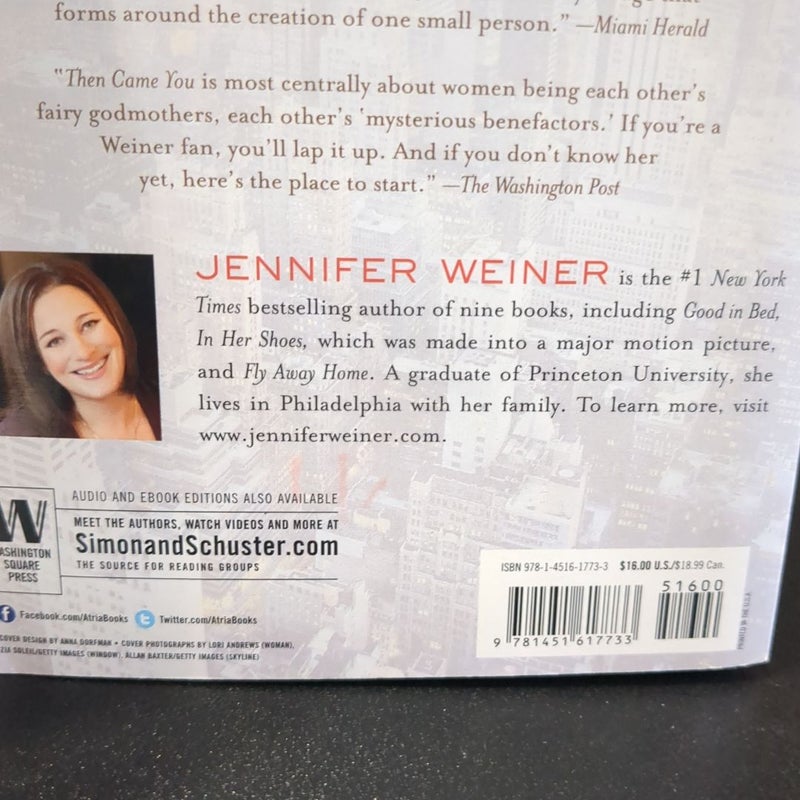 forms around the creation of one small person.” —Miami Herald
“Then Came You is most centrally about women being each other’s
fairy godmothers, each other’s ‘mysterious benefactors.’ If you’re a
Weiner fan, you’ll lap it up. And if you don’t know her
yet, here’s the place to start.” —The Washington Post
JENNIFER WEINER is the #1 New York
Times bestselling author of nine books, including Good in Bed,
In Her Shoes, which was made into a major motion picture,
and Fly Away Home. A graduate of Princeton University, she
lives in Philadelphia with her family. To learn more, visit
www.jenniferweiner.com.
W
ASHINGTON
SQUARE
PRESS
AUDIO AND EBOOK EDITIONS ALSO AVAILABLE
MEET THE AUTHORS, WATCH VIDEOS AND MORE AT
SimonandSchuster.com
THE SOURCE FOR READING GROUPS
Facebook.com/AtriaBooks Twitter.com/AtriaBooks
COVER DESIGN BY ANNA DORFMAN • COVER PHOTOGRAPHS BY LORI ANDREWS (WOMAN),
SOLEIL/GETTY IMAGES (WINDOW), ALLAN BAXTER/GETTY IMAGES (SKYLINE)
ISBN 978-1-4516-1773-3 $16.00 U.S./$18.99 Can.
51600
9 781451 617733
PRINTED IN THE U.S.A.